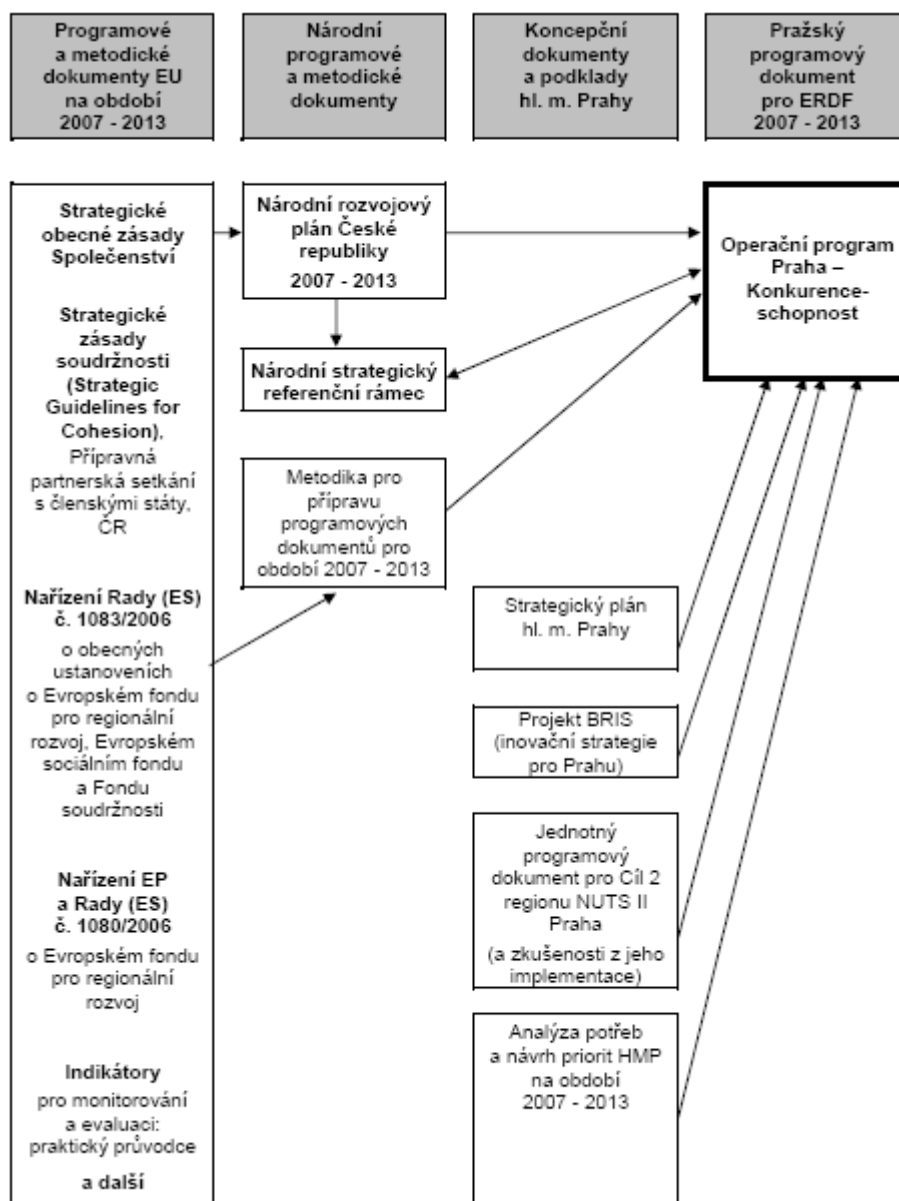 Programové
a metodické
dokumenty EU
na období
2007 - 2013
Národní
programové
a metodické
dokumenty
Koncepční
dokumenty
a podklady
hl. m. Prahy
Pražský
programový
dokument
pro ERDF
2007 - 2013
Strategické
obecné zásady
Společenství
Strategické
zásady
soudržnosti
(Strategic
Guidelines for
Cohesion),
Přípravná
partnerská setkání
s členskými státy,
ČR
Nařízení Rady (ES)
č. 1083/2006
o obecných
ustanoveních
o Evropském fondu
pro regionální
rozvoj, Evropském
sociálním fondu
a Fondu
soudržnosti
Nařízení EP
a Rady (ES)
č. 1080/2006
o Evropském fondu
pro regionální
rozvoj
Indikátory
pro monitorování
a evaluaci:
praktický průvodce
a další
Národní rozvojový
plán České
republiky
2007 - 2013
Národní strategický
referenční rámec
Metodika pro
přípravu
programových
dokumentů pro
období 2007 - 2013
Strategický plán
hl. m. Prahy
Projekt BRIS
(inovační strategie
pro Prahu)
Jednotný
programový
dokument pro Cíl 2
regionu NUTS II
Praha
(a zkušenosti z jeho
implementace)
Analýza potřeb
a návrh priorit HMP
na období
2007 - 2013
Operační program
Praha –
Konkurence-
schopnost